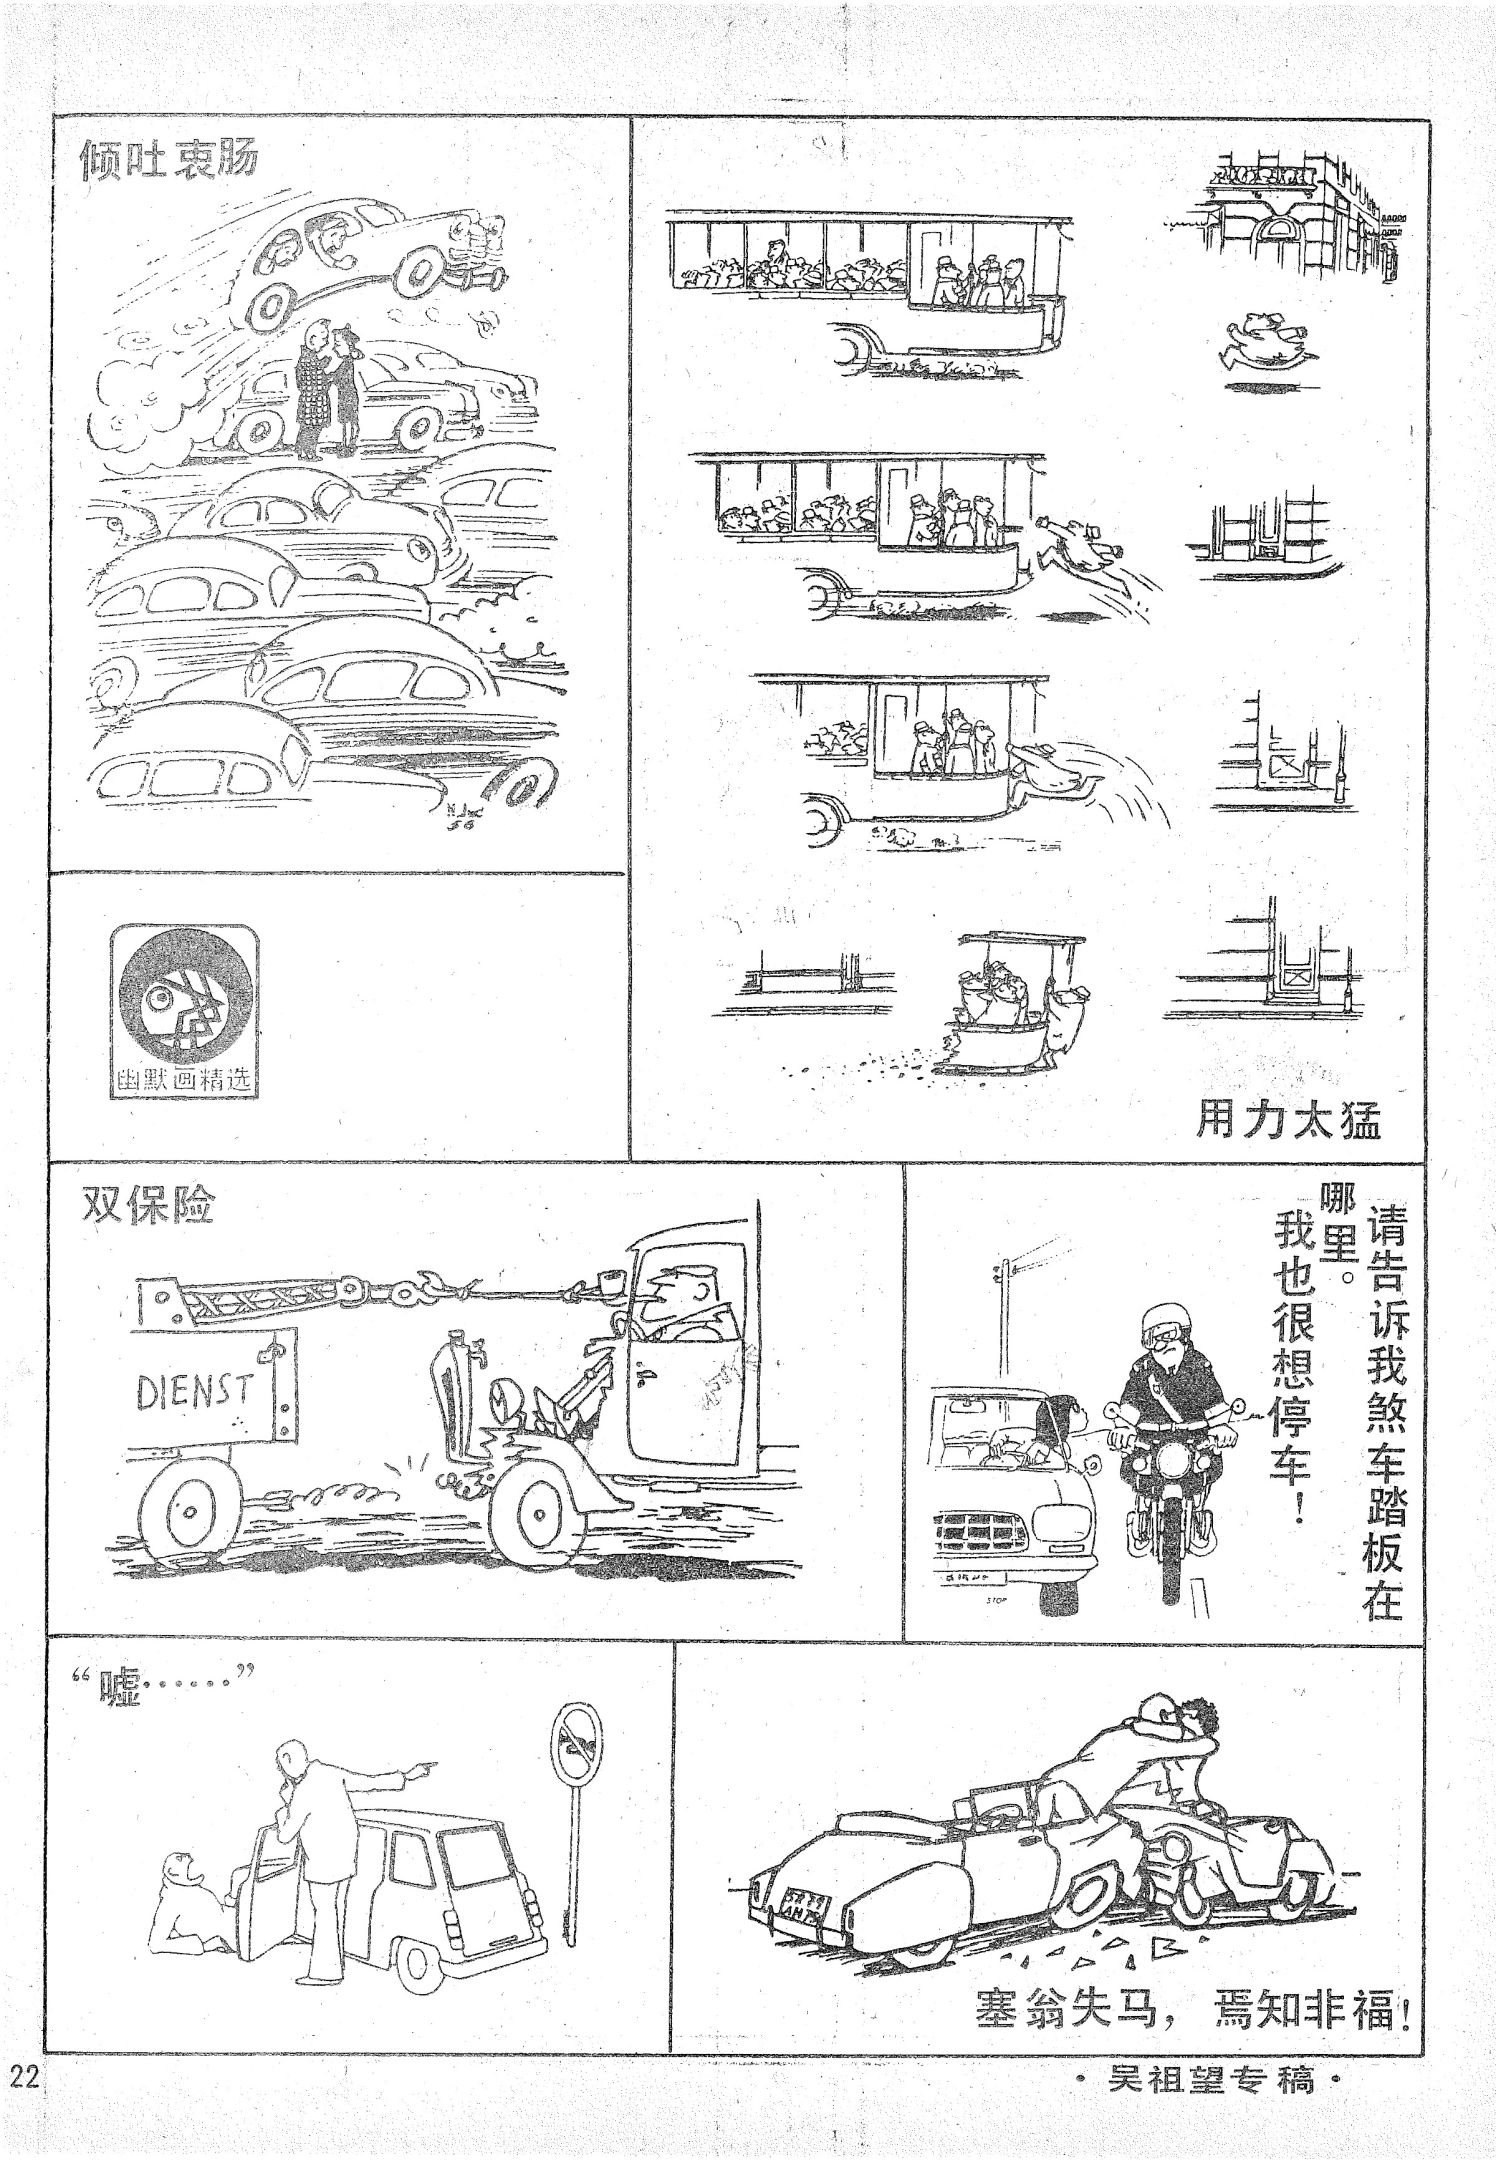 倾吐衷肠
幽默画精选
用力太猛
双保险
DIENST
请告诉我煞车踏板在
哪里。
我也很想停车！
STOP
“嘘……”
塞翁失马，焉知非福！
22
·吴祖望专稿·